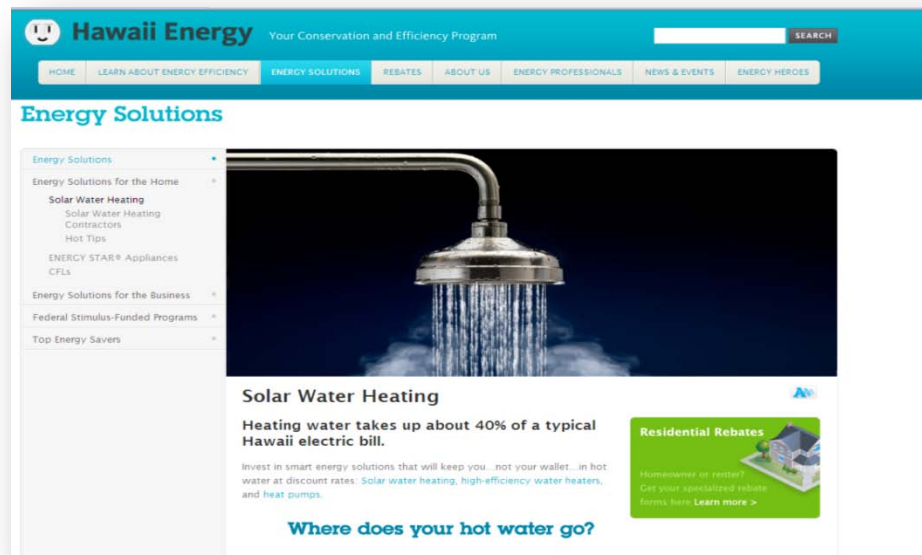 Hawaii Energy Your Conservation and Efficiency Program SEARCH
HOME LEARN ABOUT ENERGY EFFICIENCY ENERGY SOLUTIONS REBATES ABOUT US ENERGY PROFESSIONALS NEWS & EVENTS ENERGY HEROES
Energy Solutions
Energy Solutions
Energy Solutions for the Home
Solar Water Heating
Solar Water Heating
Contractors
Hot Tips
ENERGY STAR® Appliances
CFLs
Energy Solutions for the Business
Federal Stimulus-Funded Programs
Top Energy Savers
Solar Water Heating
Heating water takes up about 40% of a typical
Hawaii electric bill.
Invest in smart energy solutions that will keep you...not your wallet...in hot
water at discount rates: Solar water heating, high-efficiency water heaters,
and heat pumps.
Where does your hot water go?
Residential Rebates
Homeowner or renter?
Get your specialized rebate
forms here Learn more >